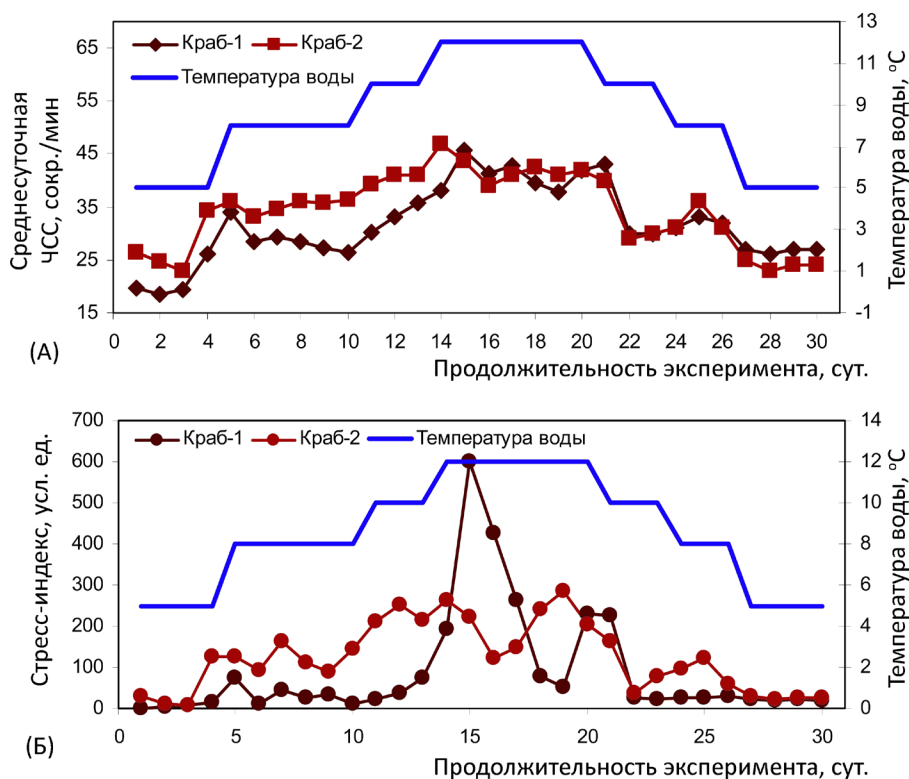 Краб-1 Краб-2
Температура воды
Среднесуточная
ЧСС, сокр./мин
65
55
45
35
25
15
13
11
9
7
5
3
1
-1
Температура воды, °C
0 2 4 6 8 10 12 14 16 18 20 22 24 26 28 30
(А)
Продолжительность эксперимента, сут.
Краб-1 Краб-2 Температура воды
Стресс-индекс, усл. ед.
700
600
500
400
300
200
100
0
14
12
10
8
6
4
2
0
Температура воды, °C
0 5 10 15 20 25 30
(Б)
Продолжительность эксперимента, сут.